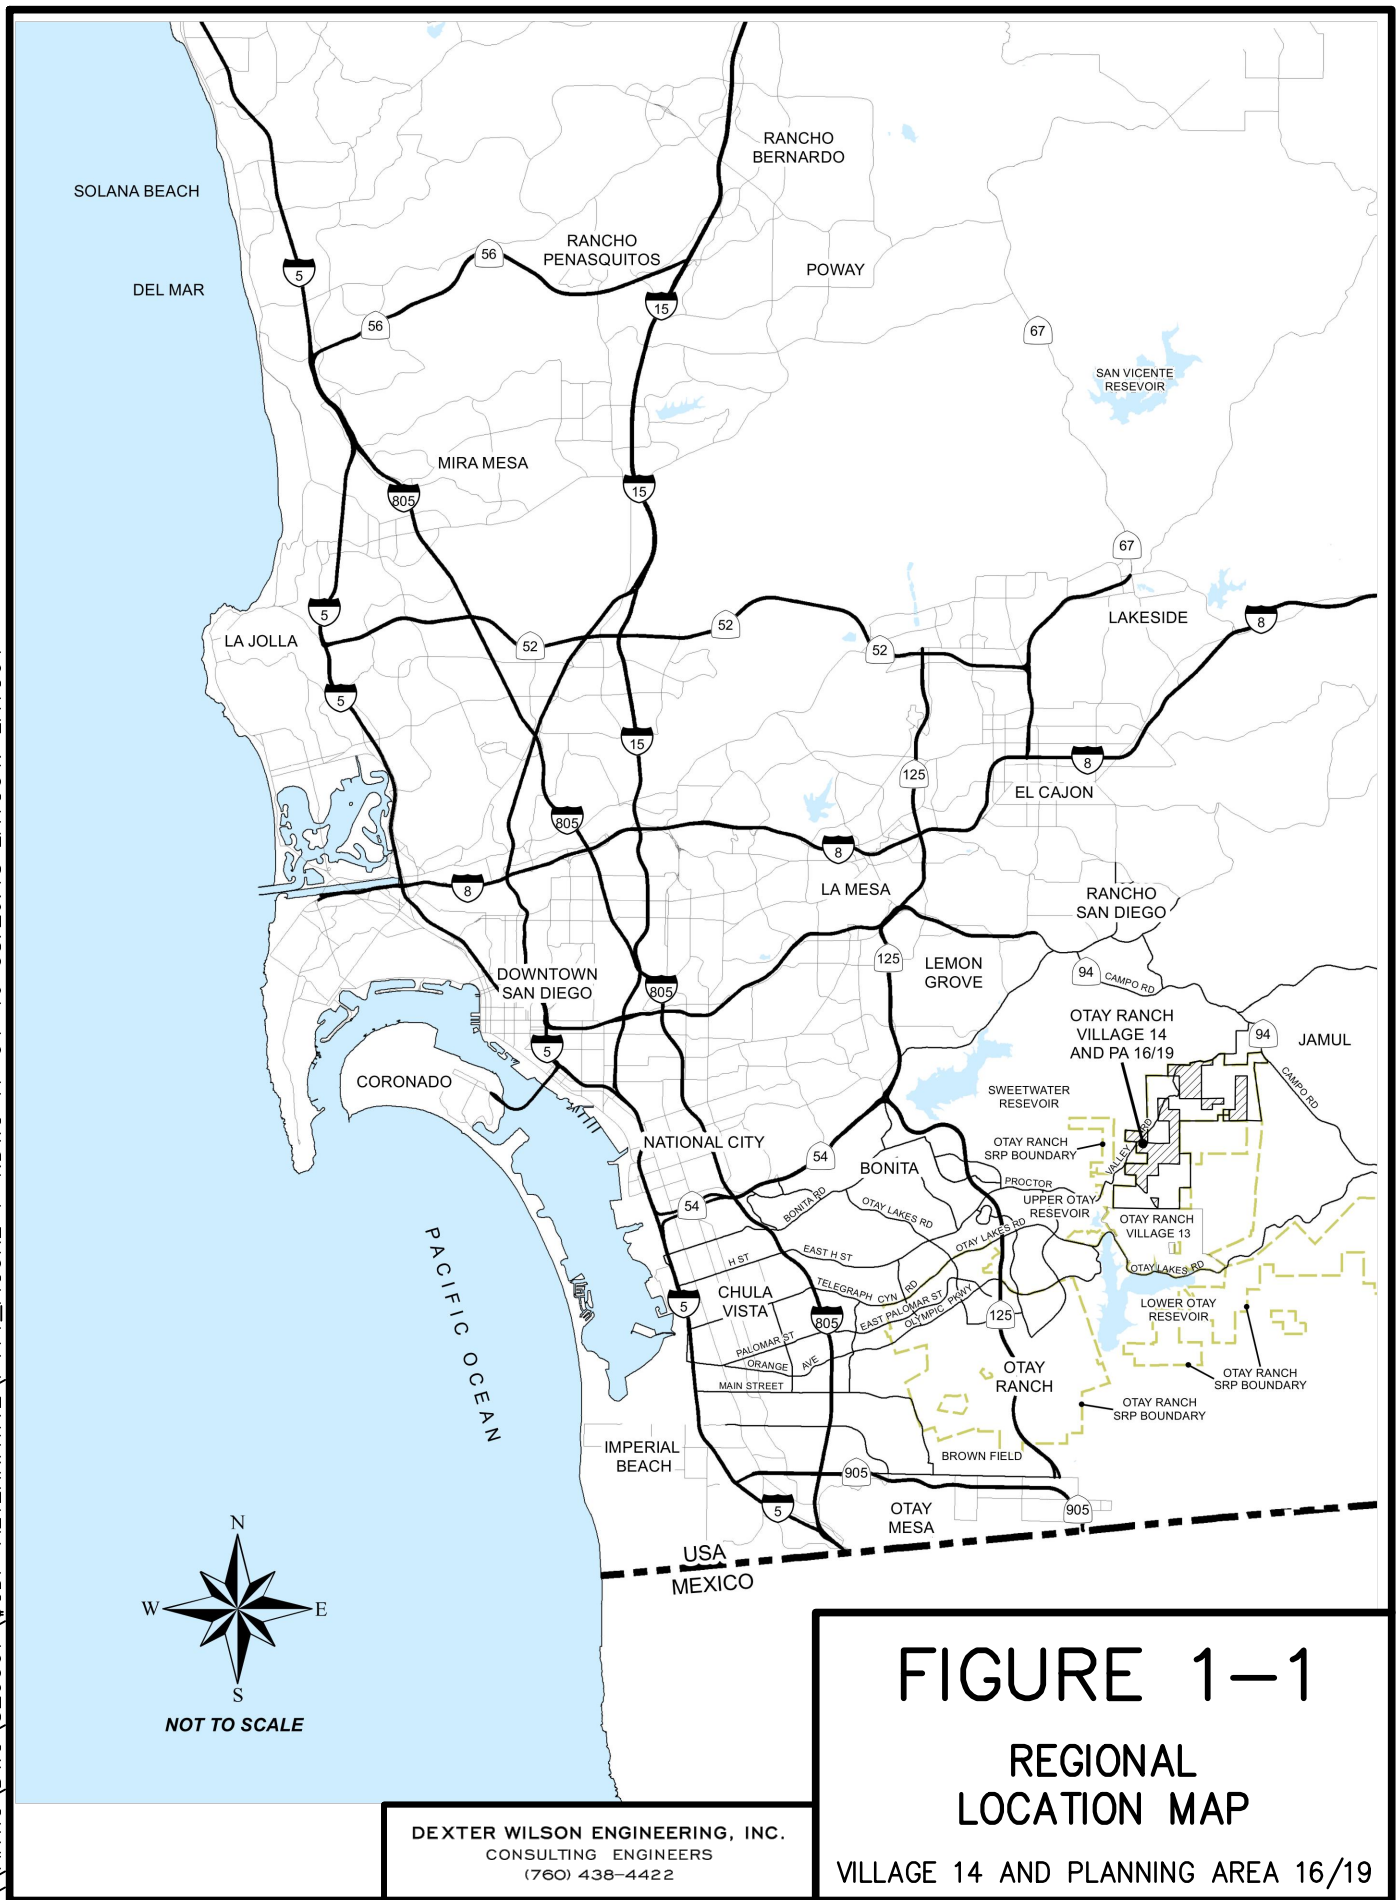 RANCHO
BERNARDO
SOLANA BEACH
RANCHO
PENASQUITOS
56
POWAY
5
DEL MAR
15
56
67
SAN VICENTE
RESEVOIR
MIRA MESA
805
15
67
5
LAKESIDE
8
LA JOLLA
52
52
52
5
15
8
125
EL CAJON
805
8
8
LA MESA
RANCHO
SAN DIEGO
125
LEMON
GROVE
94
CAMPO RD
DOWNTOWN
SAN DIEGO
805
OTAY RANCH
VILLAGE 14
AND PA 16/19
94
JAMUL
5
CORONADO
SWEETWATER
RESEVOIR
CAMPO RD
NATIONAL CITY
54
OTAY RANCH
SRP BOUNDARY
VALLEY RD
BONITA
PROCTOR
54
BONITA RD
OTAY LAKES RD
UPPER OTAY
RESEVOIR
OTAY RANCH
VILLAGE 13
OTAY LAKES RD
H ST
EAST H ST
OTAY LAKES RD
PACIFIC OCEAN
TELEGRAPH CYN RD
CHULA
VISTA
5
EAST PALOMAR ST
OLYMPIC PKWY
125
805
LOWER OTAY
RESEVOIR
PALOMAR ST
ORANGE AVE
MAIN STREET
OTAY
RANCH
OTAY RANCH
SRP BOUNDARY
OTAY RANCH
SRP BOUNDARY
IMPERIAL
BEACH
BROWN FIELD
905
5
OTAY
MESA
905
USA
MEXICO
N
W
E
S
NOT TO SCALE
FIGURE 1-1
REGIONAL
LOCATION MAP
VILLAGE 14 AND PLANNING AREA 16/19
DEXTER WILSON ENGINEERING, INC.
CONSULTING ENGINEERS
(760) 438-4422